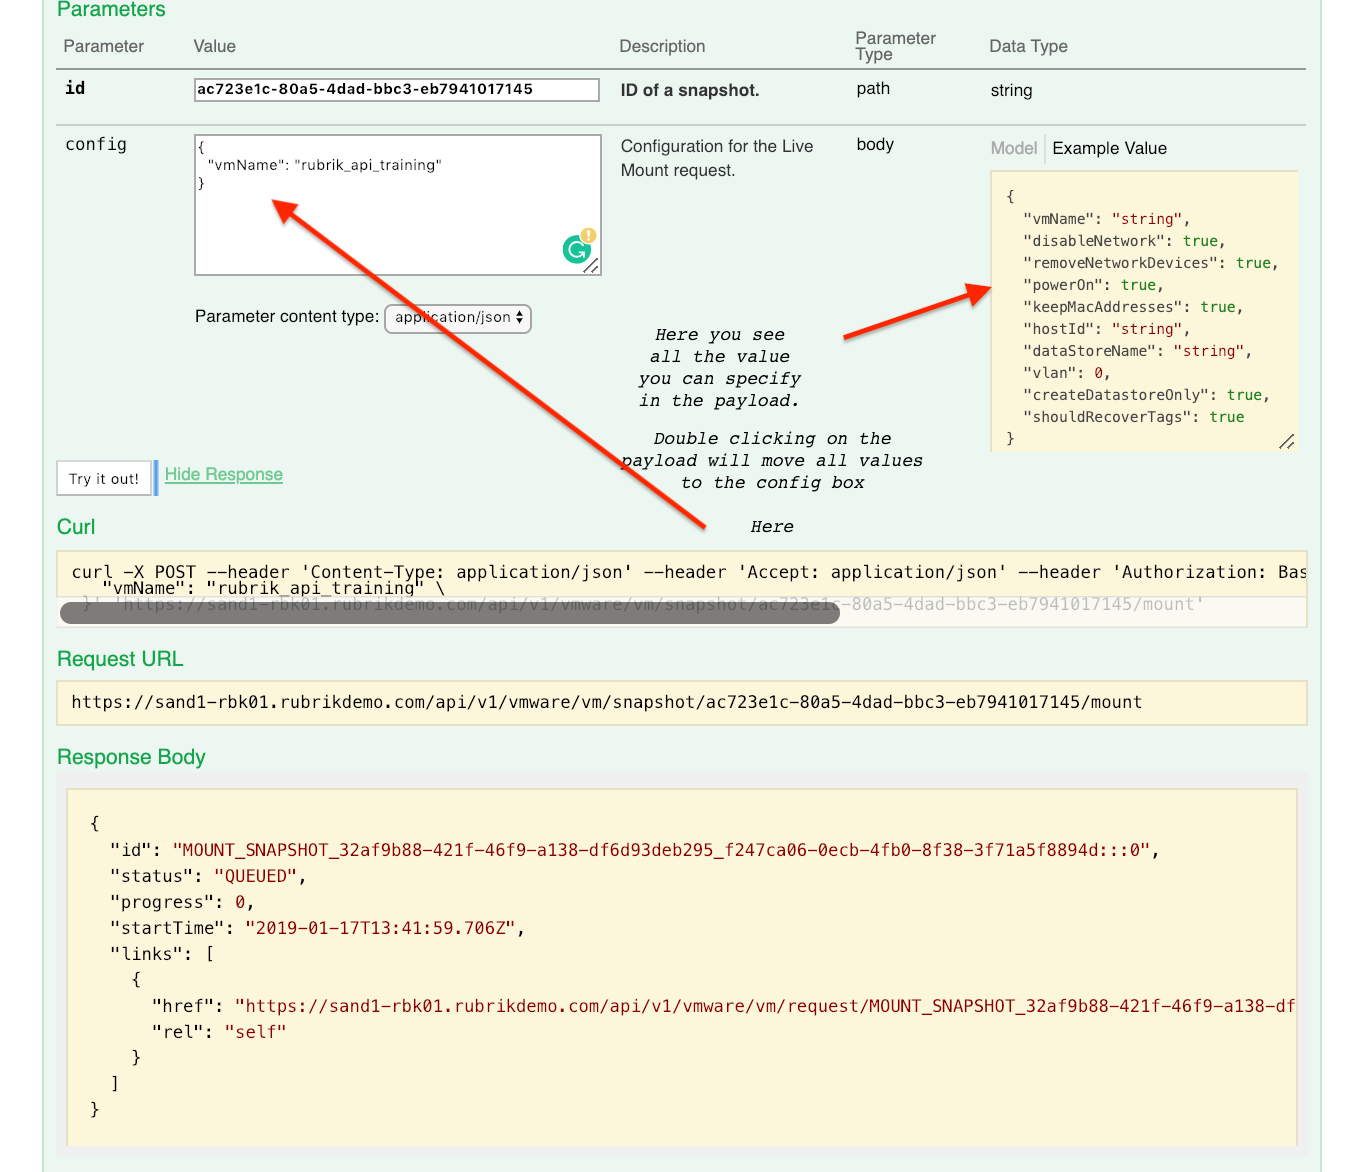 Parameters
Parameter Value Description Parameter Type Data Type
id ac723e1c-80a5-4dad-bbc3-eb7941017145 ID of a snapshot. path string
config
{
"vmName": "rubrik_api_training"
}
Parameter content type: application/json
Configuration for the Live
Mount request.
body
Model Example Value
{
"vmName": "string",
"disableNetwork": true,
"removeNetworkDevices": true,
"powerOn": true,
"keepMacAddresses": true,
"hostId": "string",
"dataStoreName": "string",
"vlan": 0,
"createDatastoreOnly": true,
"shouldRecoverTags": true
}
Here you see
all the value
you can specify
in the payload.
Double clicking on the
payload will move all values
to the config box
Here
Try it out! Hide Response
Curl
curl -X POST --header 'Content-Type: application/json' --header 'Accept: application/json' --header 'Authorization: Bas
"vmName": "rubrik_api_training" \
}' 'https://sand1-rbk01.rubrikdemo.com/api/v1/vmware/vm/snapshot/ac723e1c-80a5-4dad-bbc3-eb7941017145/mount'
Request URL
https://sand1-rbk01.rubrikdemo.com/api/v1/vmware/vm/snapshot/ac723e1c-80a5-4dad-bbc3-eb7941017145/mount
Response Body
{
"id": "MOUNT_SNAPSHOT_32af9b88-421f-46f9-a138-df6d93deb295_f247ca06-0ecb-4fb0-8f38-3f71a5f8894d:::0",
"status": "QUEUED",
"progress": 0,
"startTime": "2019-01-17T13:41:59.706Z",
"links": [
{
"href": "https://sand1-rbk01.rubrikdemo.com/api/v1/vmware/vm/request/MOUNT_SNAPSHOT_32af9b88-421f-46f9-a138-df
"rel": "self"
}
]
}